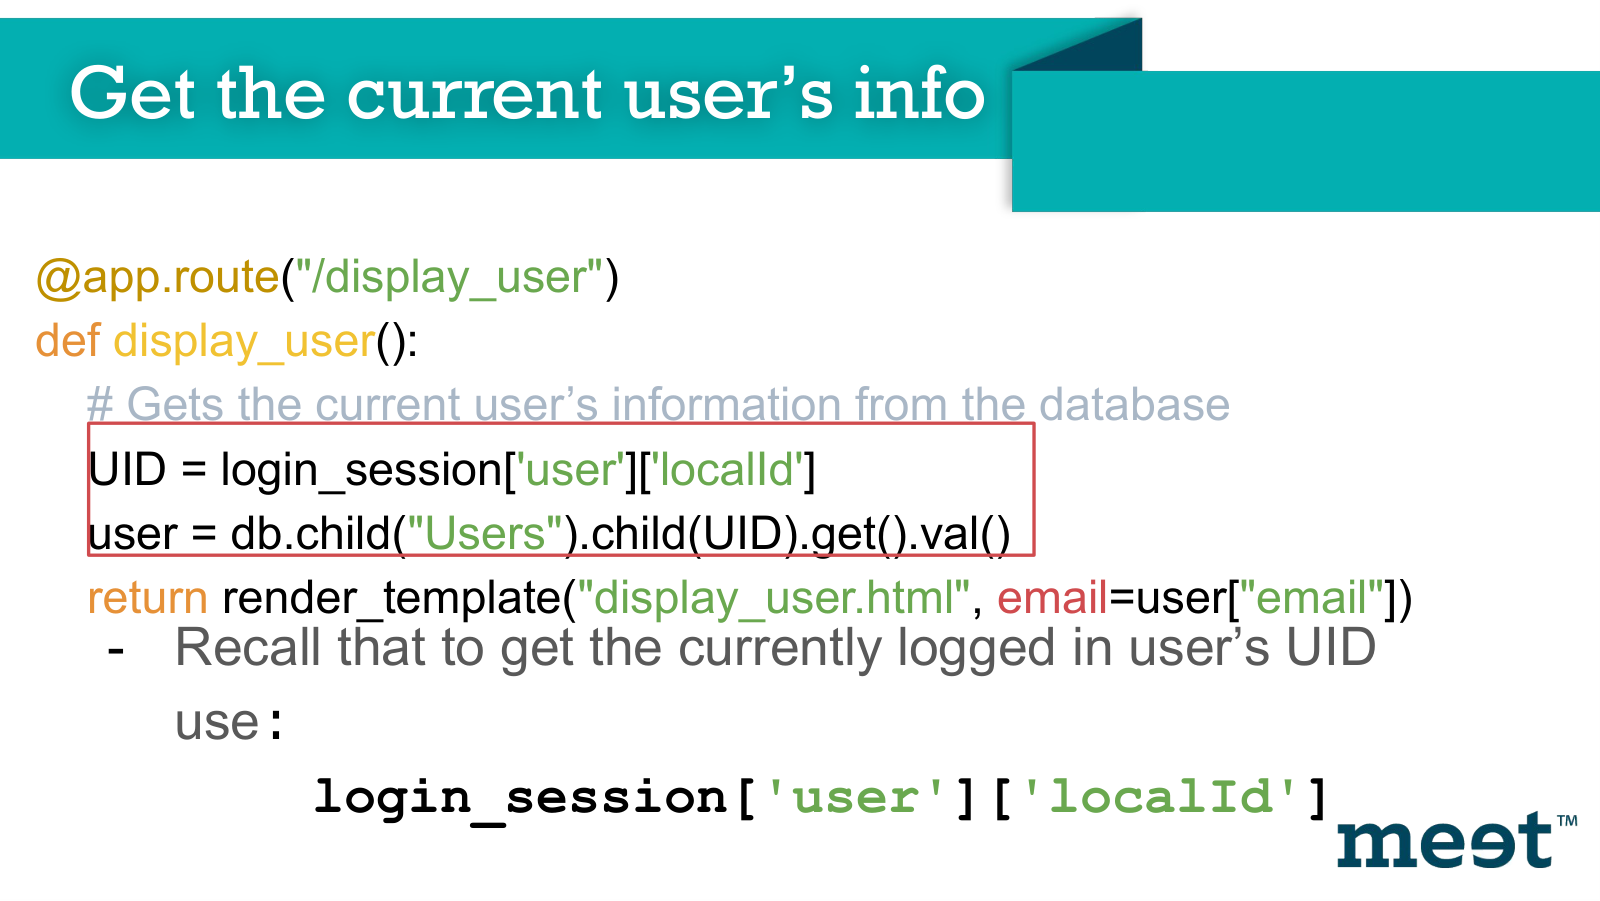 Get the current user’s info
@app.route("/display_user")
def display_user():
# Gets the current user’s information from the database
UID = login_session['user']['localId']
user = db.child("Users").child(UID).get().val()
return render_template("display_user.html", email=user["email"])
- Recall that to get the currently logged in user’s UID
use:
login_session['user']['localId']
meet™